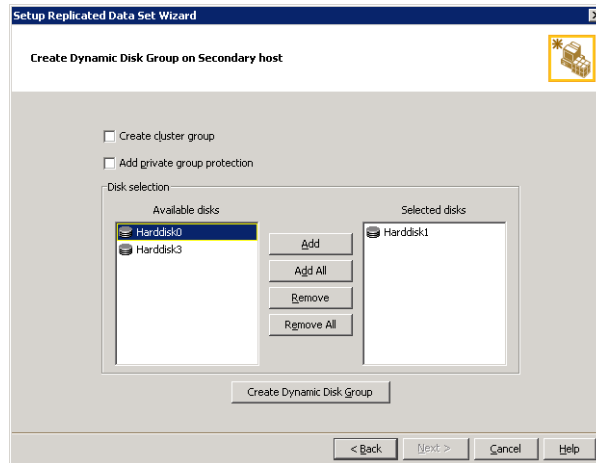 Setup Replicated Data Set Wizard
Create Dynamic Disk Group on Secondary host
Create cluster group
Add private group protection
Disk selection
Available disks
Selected disks
Harddisk0
Harddisk3
Add
Add All
Remove
Remove All
Harddisk1
Create Dynamic Disk Group
< Back
Next >
Cancel
Help